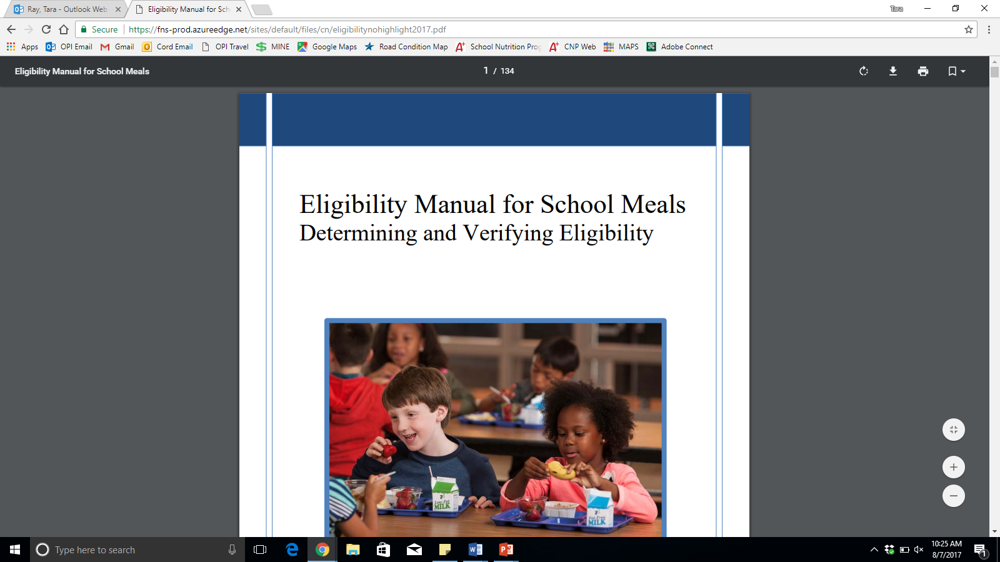 Ray, Tara - Outlook Web
Eligibility Manual for Sch
Tara
Secure
https://fns-prod.azureedge.net/sites/default/files/cn/eligibilitynohighlight2017.pdf
Apps
OPI Email
Gmail
Cord Email
OPI Travel
MINE
Google Maps
Road Condition Map
School Nutrition Prog
CNP Web
MAPS
Adobe Connect
Eligibility Manual for School Meals
1 / 134
Eligibility Manual for School Meals
Determining and Verifying Eligibility
Low-Fat
MILK
Fat-Free
MILK
Type here to search
10:25 AM
8/7/2017
1